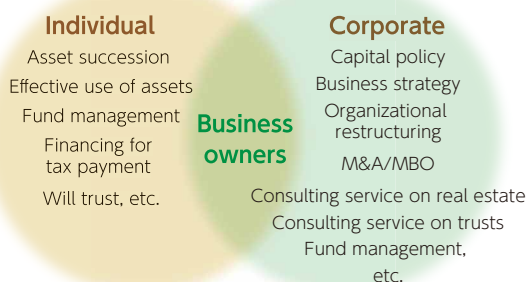 Individual
Asset succession
Effective use of assets
Fund management
Financing for
tax payment
Will trust, etc.
Business
owners
Corporate
Capital policy
Business strategy
Organizational
restructuring
M&A/MBO
Consulting service on real estate
Consulting service on trusts
Fund management,
etc.